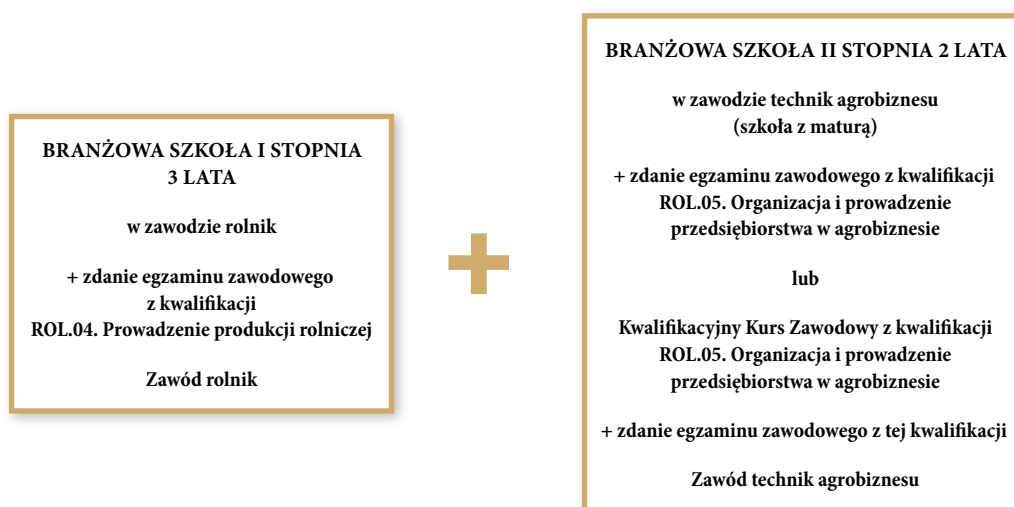 BRANŻOWA SZKOŁA I STOPNIA
3 LATA
w zawodzie rolnik
+ zdanie egzaminu zawodowego
z kwalifikacji
ROL.04. Prowadzenie produkcji rolniczej
Zawód rolnik
+
BRANŻOWA SZKOŁA II STOPNIA 2 LATA
w zawodzie technik agrobiznesu
(szkoła z maturą)
+ zdanie egzaminu zawodowego z kwalifikacji
ROL.05. Organizacja i prowadzenie
przedsiębiorstwa w agrobiznesie
lub
Kwalifikacyjny Kurs Zawodowy z kwalifikacji
ROL.05. Organizacja i prowadzenie
przedsiębiorstwa w agrobiznesie
+ zdanie egzaminu zawodowego z tej kwalifikacji
Zawód technik agrobiznesu